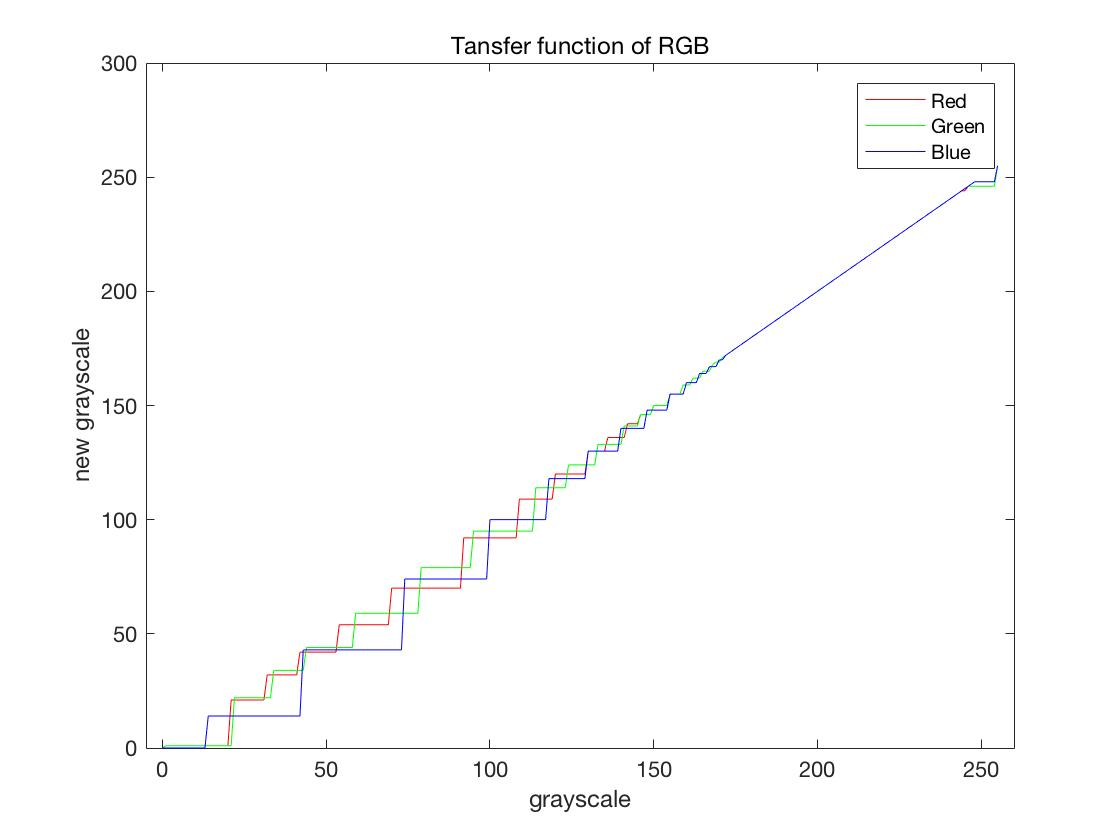 Tansfer function of RGB
300
250
200
150
100
50
0
new grayscale
Red
Green
Blue
0 50 100 150 200 250
grayscale